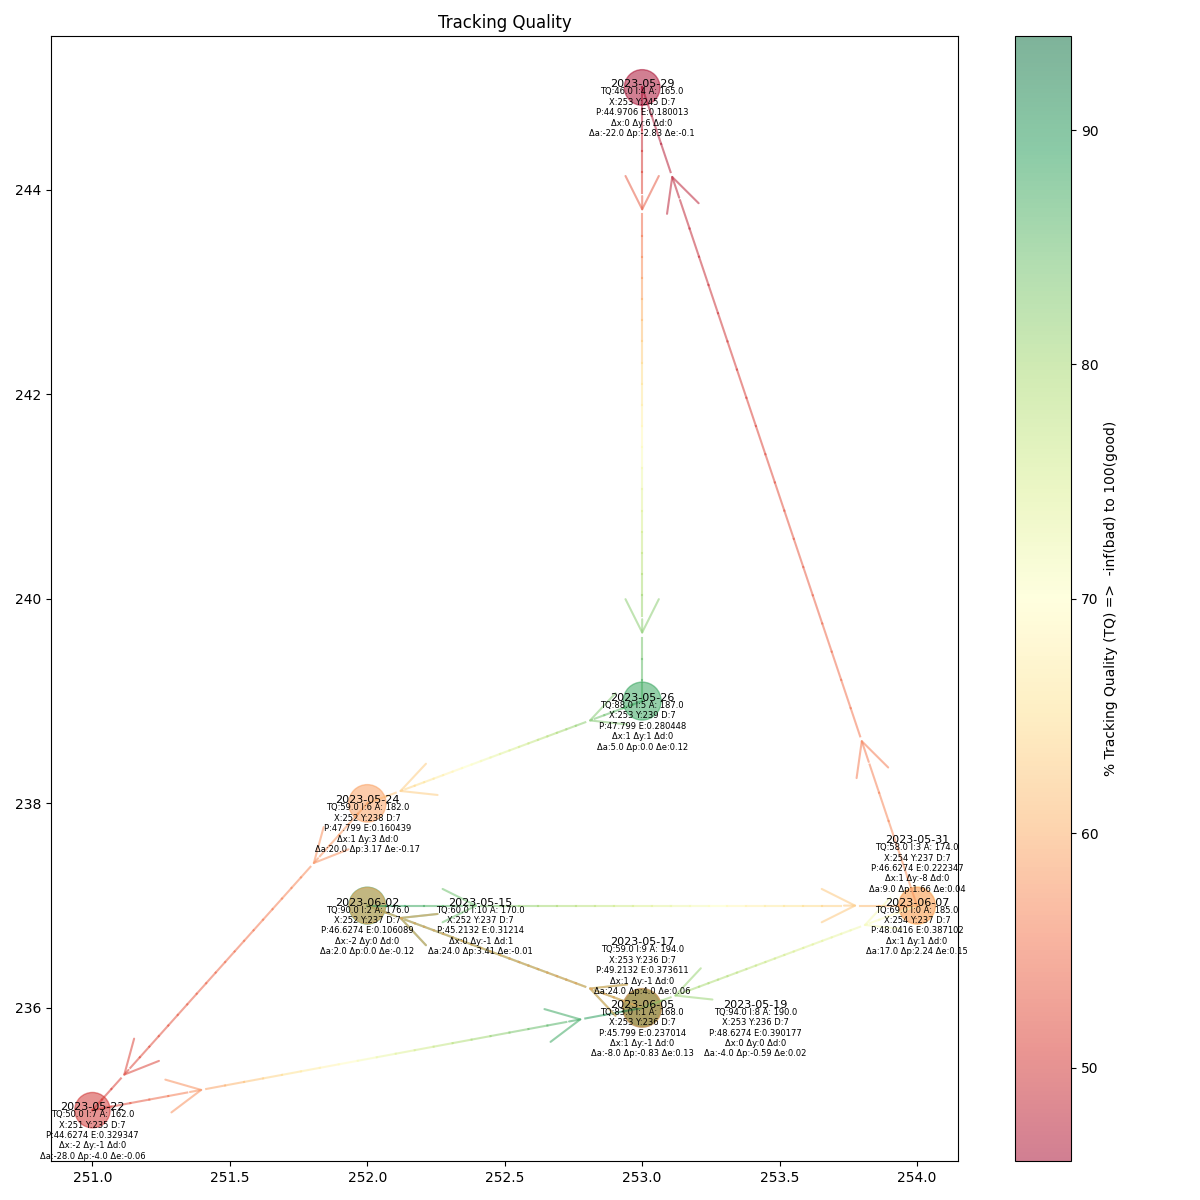 Tracking Quality
2023-05-29
TQ:46.0 I:4 A: 165.0
X:253 Y:245 D:7
P:44.9706 E:0.180013
Δx:0 Δy:6 Δd:0
Δa:-22.0 Δp:-2.83 Δe:-0.1
2023-05-26
TQ:88.0 I:5 A: 187.0
X:253 Y:239 D:7
P:47.799 E:0.280448
Δx:1 Δy:1 Δd:0
Δa:5.0 Δp:0.0 Δe:0.12
2023-05-24
TQ:59.0 I:6 A: 182.0
X:252 Y:238 D:7
P:47.799 E:0.160439
Δx:1 Δy:3 Δd:0
Δa:20.0 Δp:3.17 Δe:-0.17
2023-05-31
TQ:58.0 I:3 A: 174.0
X:254 Y:237 D:7
P:46.6274 E:0.222347
Δx:1 Δy:-8 Δd:0
Δa:9.0 Δp:1.66 Δe:0.04
2023-06-02
TQ:90.0 I:2 A: 176.0
X:252 Y:237 D:7
P:46.6274 E:0.106089
Δx:-2 Δy:0 Δd:0
Δa:2.0 Δp:0.0 Δe:-0.12
2023-05-15
TQ:60.0 I:10 A: 170.0
X:252 Y:237 D:7
P:45.2132 E:0.31214
Δx:0 Δy:-1 Δd:1
Δa:24.0 Δp:3.41 Δe:-0.01
2023-06-07
TQ:69.0 I:0 A: 185.0
X:254 Y:237 D:7
P:48.0416 E:0.387102
Δx:1 Δy:1 Δd:0
Δa:17.0 Δp:2.24 Δe:0.15
2023-05-17
TQ:59.0 I:9 A: 194.0
X:253 Y:236 D:7
P:49.2132 E:0.373611
Δx:1 Δy:-1 Δd:0
Δa:24.0 Δp:4.0 Δe:0.06
2023-06-05
TQ:83.0 I:1 A: 168.0
X:253 Y:236 D:7
P:45.799 E:0.237014
Δx:1 Δy:-1 Δd:0
Δa:-8.0 Δp:-0.83 Δe:0.13
2023-05-19
TQ:94.0 I:8 A: 190.0
X:253 Y:236 D:7
P:48.6274 E:0.390177
Δx:0 Δy:0 Δd:0
Δa:-4.0 Δp:-0.59 Δe:0.02
2023-05-22
TQ:50.0 I:7 A: 162.0
X:251 Y:235 D:7
P:44.6274 E:0.329347
Δx:-2 Δy:-1 Δd:0
Δa:-28.0 Δp:-4.0 Δe:-0.06
244
242
240
238
236
251.0 251.5 252.0 252.5 253.0 253.5 254.0
90
80
70
60
50
% Tracking Quality (TQ) =>  -inf(bad) to 100(good)